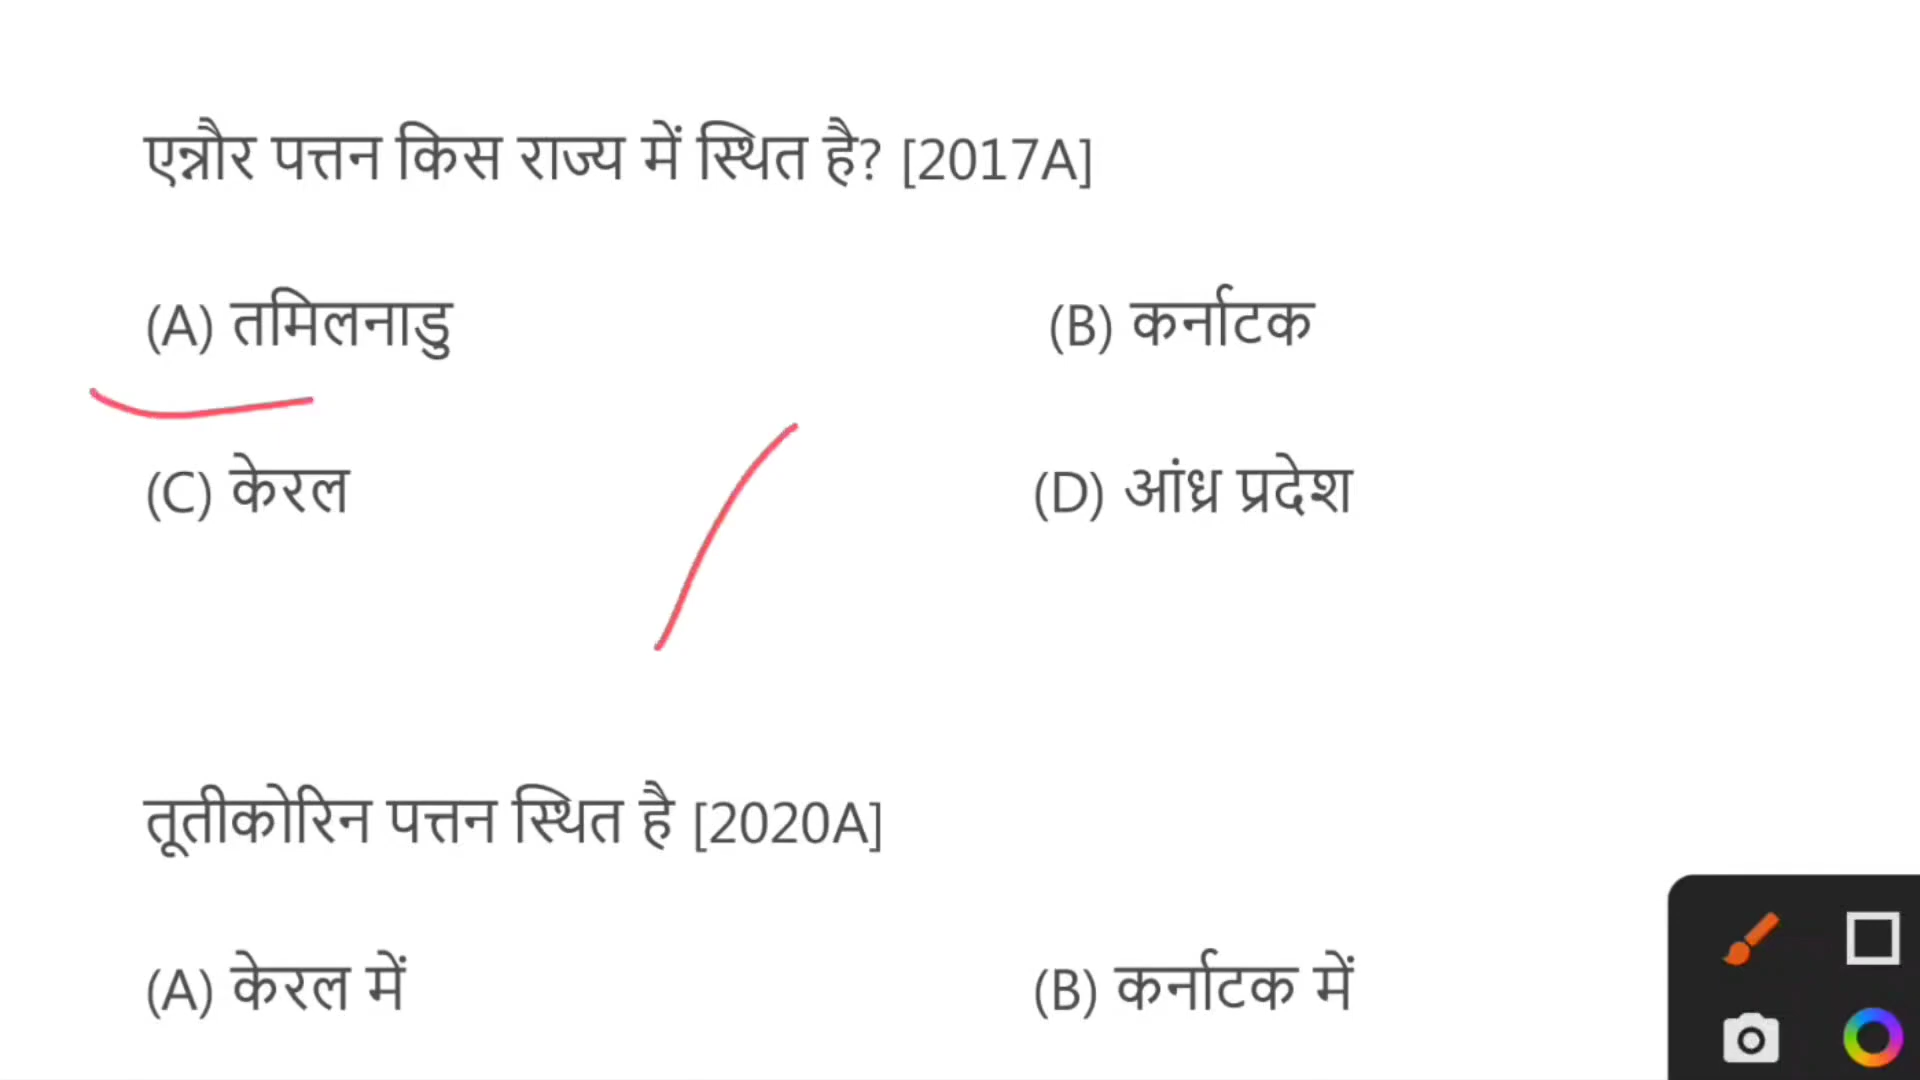 एन्नौर पत्तन किस राज्य में स्थित है? [2017A]
(A) तमिलनाडु (B) कर्नाटक
(C) केरल (D) आंध्र प्रदेश
तूतीकोरिन पत्तन स्थित है [2020A]
(A) केरल में (B) कर्नाटक में